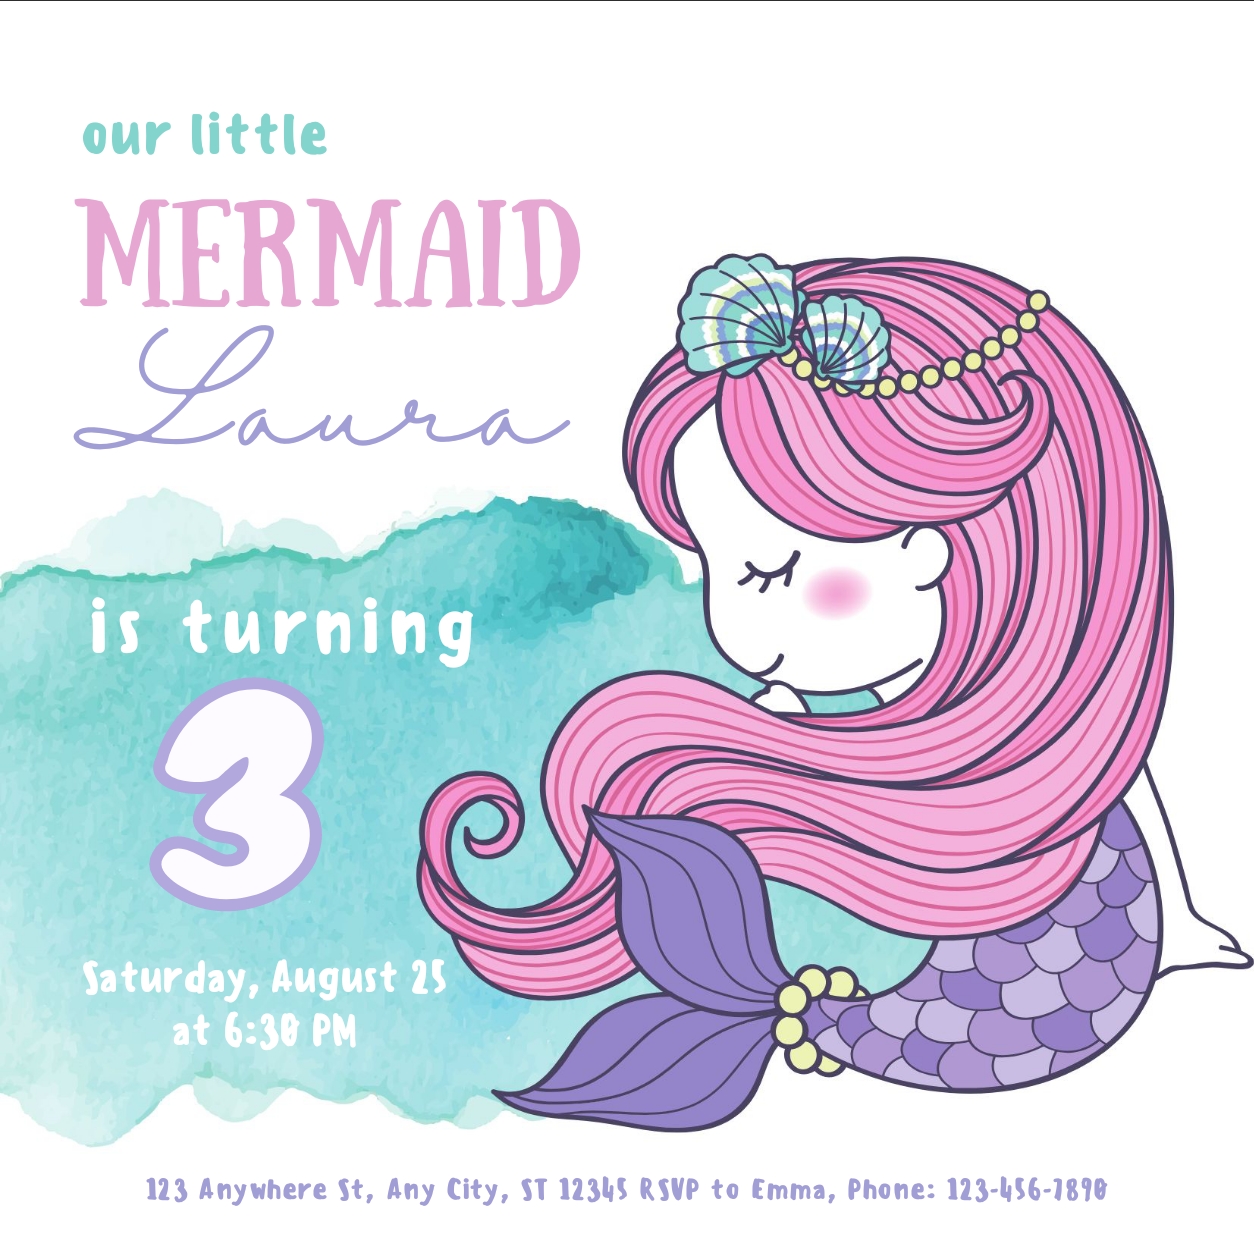 our little
MERMAID
Laura
is turning
3
Saturday, August 25
at 6:30 PM
123 Anywhere St, Any City, ST 12345 RSVP to Emma, Phone: 123-456-7890